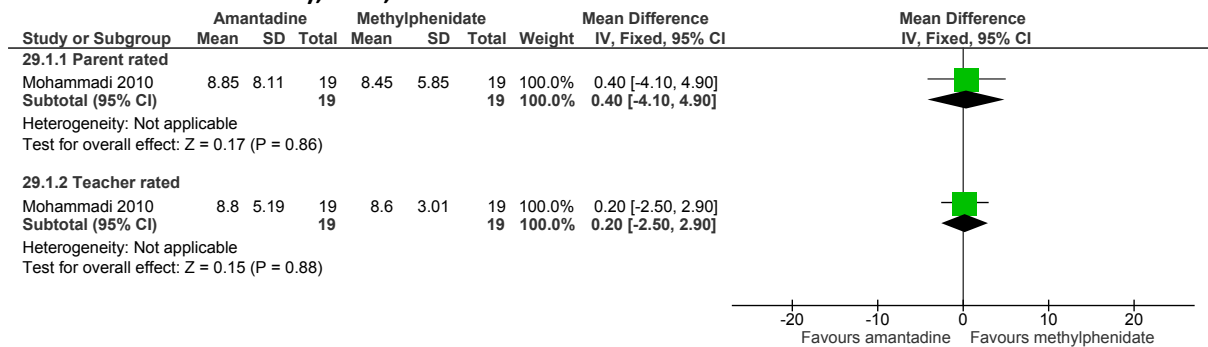 Amantadine Methylphenidate Mean Difference Mean Difference
Study or Subgroup Mean SD Total Mean SD Total Weight IV, Fixed, 95% CI IV, Fixed, 95% CI
29.1.1 Parent rated
Mohammadi 2010 8.85 8.11 19 8.45 5.85 19 100.0% 0.40 [-4.10, 4.90]
Subtotal (95% CI) 19 19 100.0% 0.40 [-4.10, 4.90]
Heterogeneity: Not applicable
Test for overall effect: Z = 0.17 (P = 0.86)
29.1.2 Teacher rated
Mohammadi 2010 8.8 5.19 19 8.6 3.01 19 100.0% 0.20 [-2.50, 2.90]
Subtotal (95% CI) 19 19 100.0% 0.20 [-2.50, 2.90]
Heterogeneity: Not applicable
Test for overall effect: Z = 0.15 (P = 0.88)
-20 -10 0 10 20
Favours amantadine Favours methylphenidate